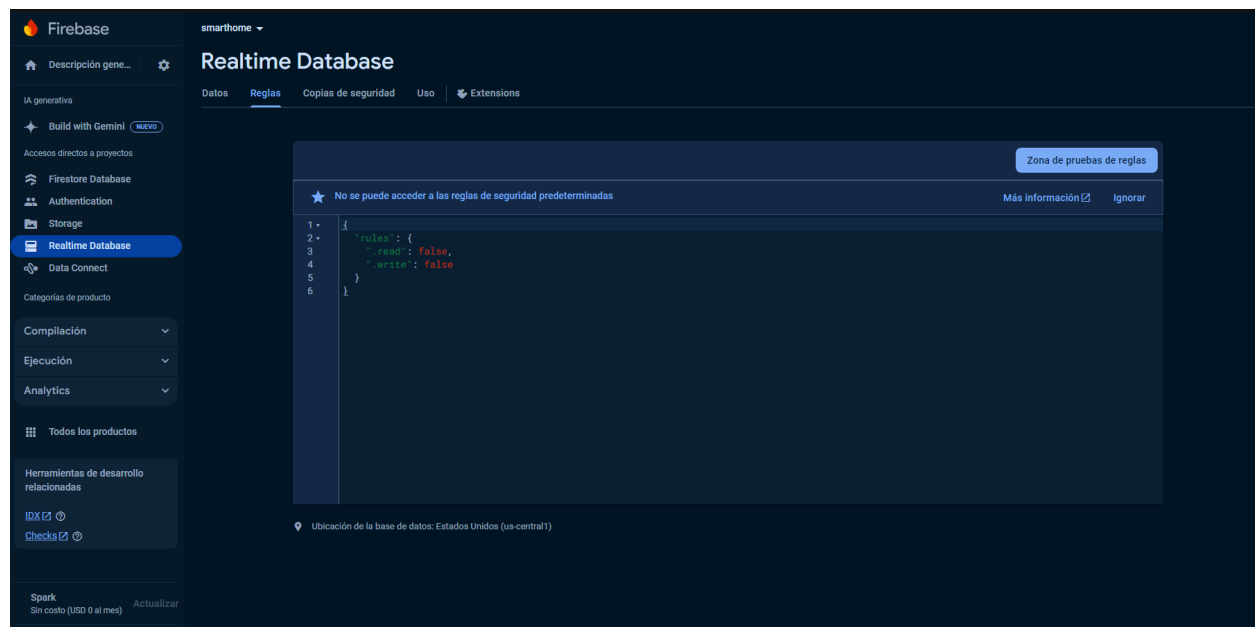 Firebase
Descripción gene...
IA generativa
Build with Gemini NUEVO
Accesos directos a proyectos
Firestore Database
Authentication
Storage
Realtime Database
Data Connect
Categorías de producto
Compilación
Ejecución
Analytics
Todos los productos
Herramientas de desarrollo
relacionadas
IDX
Checks
Spark
Sin costo (USD 0 al mes)
Actualizar
smarthome
Realtime Database
Datos Reglas Copias de seguridad Uso Extensions
Zona de pruebas de reglas
No se puede acceder a las reglas de seguridad predeterminadas Más información Ignorar
1 {
2 "rules": {
3 ".read": false,
4 ".write": false
5 }
6 }
Ubicación de la base de datos: Estados Unidos (us-central1)